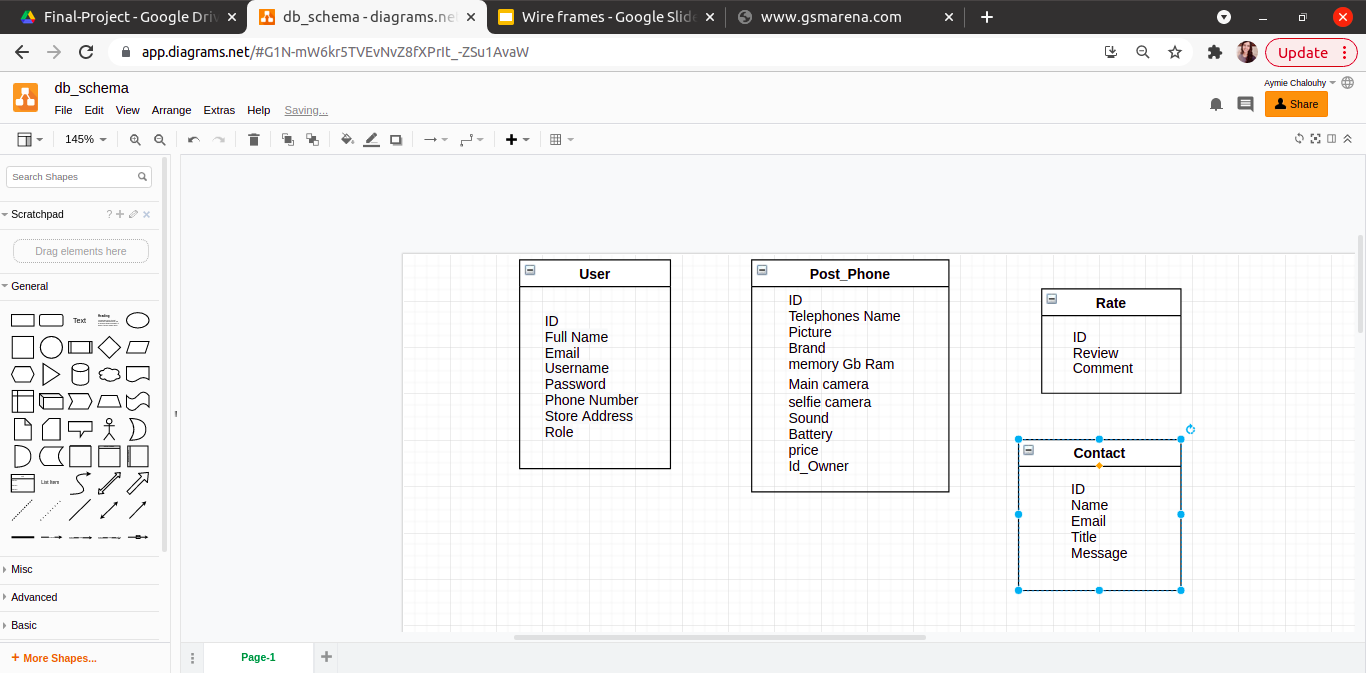 Final-Project - Google Driv
db_schema - diagrams.net
Wire frames - Google Slide
www.gsmarena.com
app.diagrams.net/#G1N-mW6kr5TVEvNvZ8fXPrIt_-ZSu1AvaW
Update
db_schema
Aymie Chalouhy
File Edit View Arrange Extras Help Saving...
Share
145%
Search Shapes
Scratchpad
?
Drag elements here
General
Text
Heading
List Item
Misc
Advanced
Basic
+ More Shapes...
User
ID
Full Name
Email
Username
Password
Phone Number
Store Address
Role
Post_Phone
ID
Telephones Name
Picture
Brand
memory Gb Ram
Main camera
selfie camera
Sound
Battery
price
Id_Owner
Rate
ID
Review
Comment
Contact
ID
Name
Email
Title
Message
Page-1